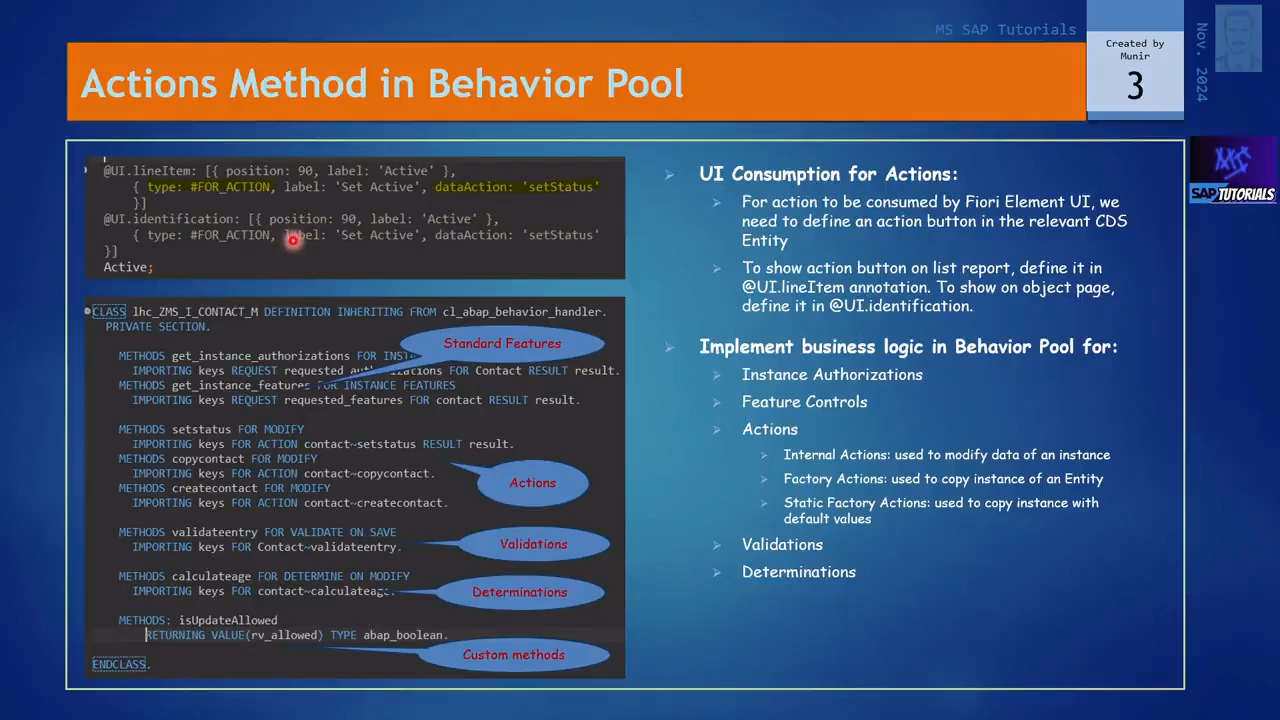 MS SAP Tutorials
Created by
Munir
3
Nov. 2024
Actions Method in Behavior Pool
MS
SAP TUTORIALS
@UI.lineItem: [{ position: 90, label: 'Active' },
{ type: #FOR_ACTION, label: 'Set Active', dataAction: 'setStatus'
}]
@UI.identification: [{ position: 90, label: 'Active' },
{ type: #FOR_ACTION, label: 'Set Active', dataAction: 'setStatus'
}]
Active;
CLASS lhc_ZMS_I_CONTACT_M DEFINITION INHERITING FROM cl_abap_behavior_handler.
PRIVATE SECTION.
METHODS get_instance_authorizations FOR
IMPORTING keys REQUEST requested_authorizations FOR Contact RESULT result.
METHODS get_instance_features FOR INSTANCE FEATURES
IMPORTING keys REQUEST requested_features FOR contact RESULT result.
METHODS setstatus FOR MODIFY
IMPORTING keys FOR ACTION contact~setstatus RESULT result.
METHODS copycontact FOR MODIFY
IMPORTING keys FOR ACTION contact~copycontact.
METHODS createcontact FOR MODIFY
IMPORTING keys FOR ACTION contact~createcontact.
METHODS validateentry FOR VALIDATE ON SAVE
IMPORTING keys FOR Contact~validateentry.
METHODS calculateage FOR DETERMINE ON MODIFY
IMPORTING keys FOR contact~calculateage.
METHODS: isUpdateAllowed
RETURNING VALUE(rv_allowed) TYPE abap_boolean.
ENDCLASS.
Standard Features
Actions
Validations
Determinations
Custom methods
UI Consumption for Actions:
For action to be consumed by Fiori Element UI, we
need to define an action button in the relevant CDS
Entity
To show action button on list report, define it in
@UI.lineItem annotation. To show on object page,
define it in @UI.identification.
Implement business logic in Behavior Pool for:
Instance Authorizations
Feature Controls
Actions
Internal Actions: used to modify data of an instance
Factory Actions: used to copy instance of an Entity
Static Factory Actions: used to copy instance with
default values
Validations
Determinations